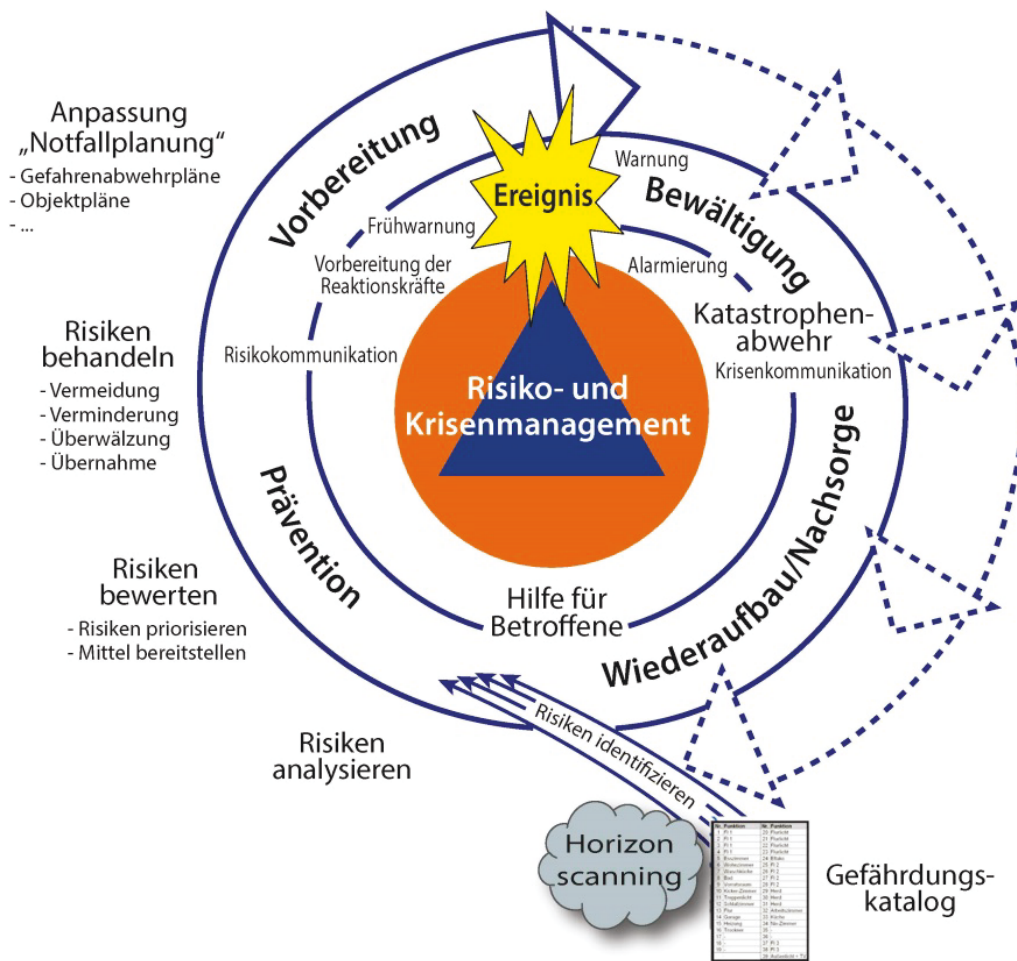 Anpassung
„Notfallplanung“
- Gefahrenabwehrpläne
- Objektpläne
- ...
Vorbereitung
Ereignis
Warnung
Bewältigung
Frühwarnung
Alarmierung
Vorbereitung der
Reaktionskräfte
Katastrophen-
abwehr
Risiken
behandeln
- Vermeidung
- Verminderung
- Überwälzung
- Übernahme
Risikokommunikation
Krisenkommunikation
Risiko- und
Krisenmanagement
Prävention
Wiederaufbau/Nachsorge
Risiken
bewerten
- Risiken priorisieren
- Mittel bereitstellen
Hilfe für
Betroffene
Risiken
analysieren
Risiken identifizieren
Horizon
scanning
Gefährdungs-
katalog